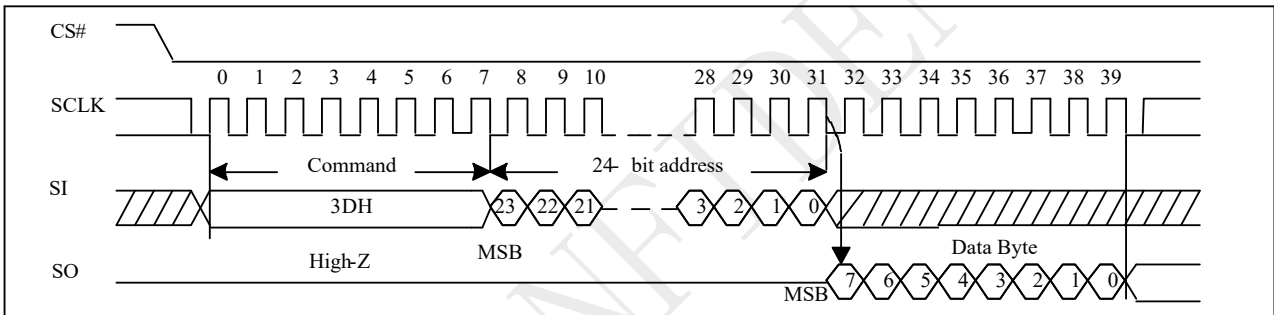 CS#
0 1 2 3 4 5 6 7 8 9 10 28 29 30 31 32 33 34 35 36 37 38 39
SCLK
Command 24- bit address
SI
3DH 23 22 21 3 2 1 0
High-Z MSB Data Byte
SO
MSB 7 6 5 4 3 2 1 0